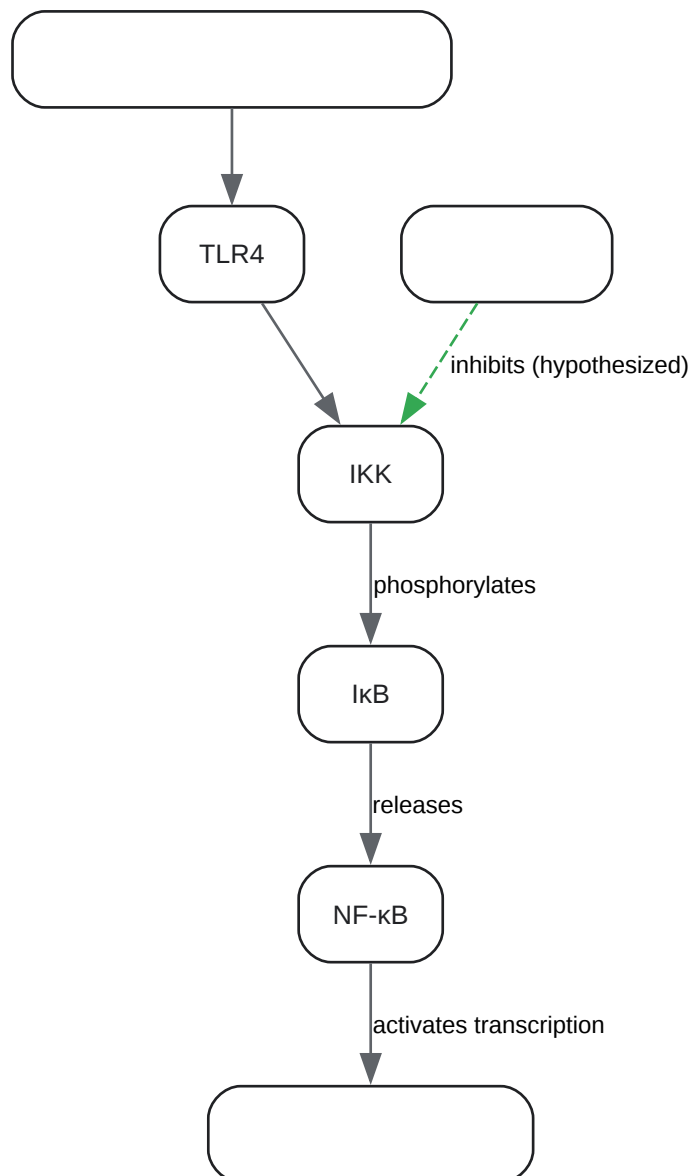 TLR4
inhibits (hypothesized)
IKK
phosphorylates
IκB
releases
NF-κB
activates transcription